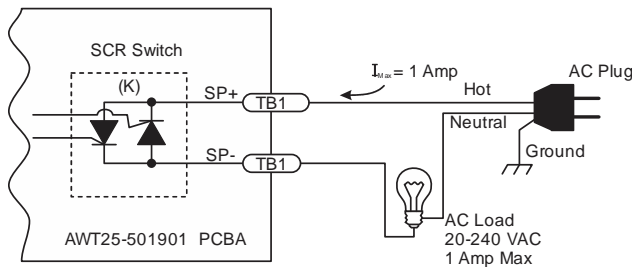 SCR Switch
(K)
SP+
TB1
I Max = 1 Amp
Hot
AC Plug
Neutral
Ground
SP-
TB1
AC Load
20-240 VAC
1 Amp Max
AWT25-501901 PCBA